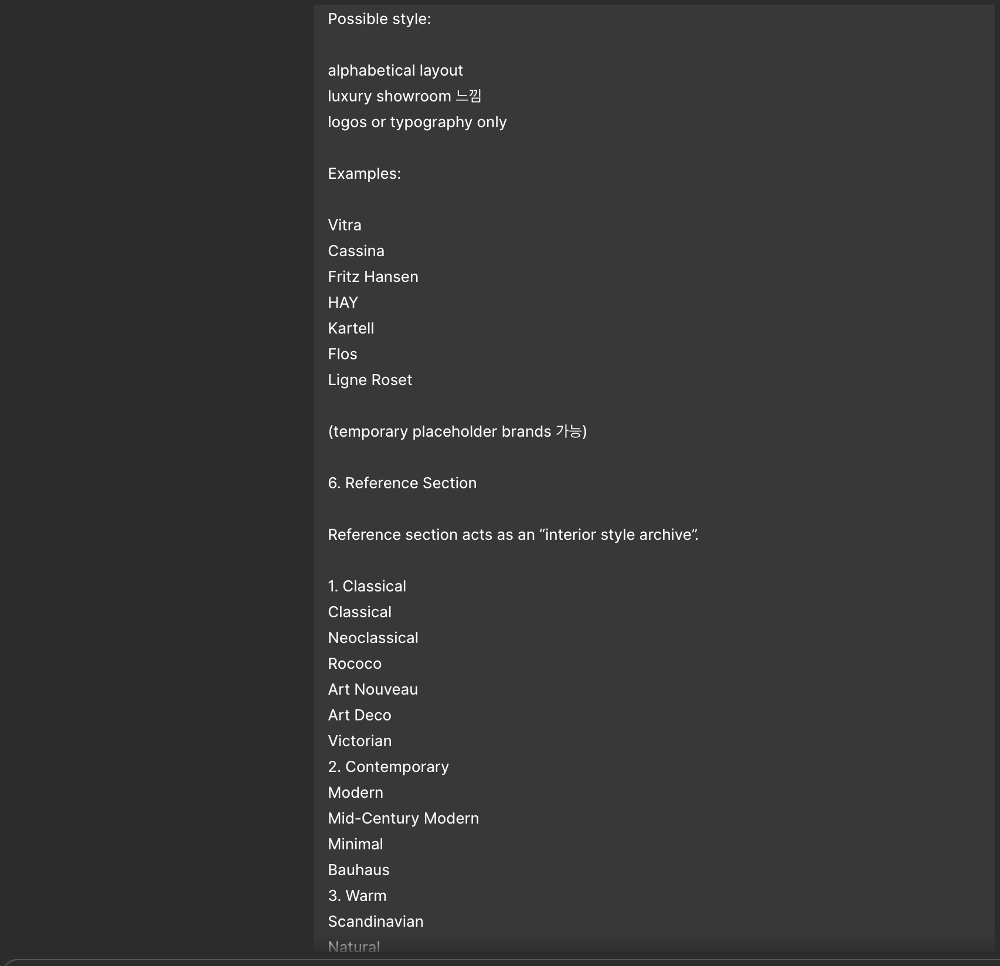 Possible style:
alphabetical layout
luxury showroom 느낌
logos or typography only
Examples:
Vitra
Cassina
Fritz Hansen
HAY
Kartell
Flos
Ligne Roset
(temporary placeholder brands 가능)
6. Reference Section
Reference section acts as an “interior style archive”.
1. Classical
Classical
Neoclassical
Rococo
Art Nouveau
Art Deco
Victorian
2. Contemporary
Modern
Mid-Century Modern
Minimal
Bauhaus
3. Warm
Scandinavian
Natural